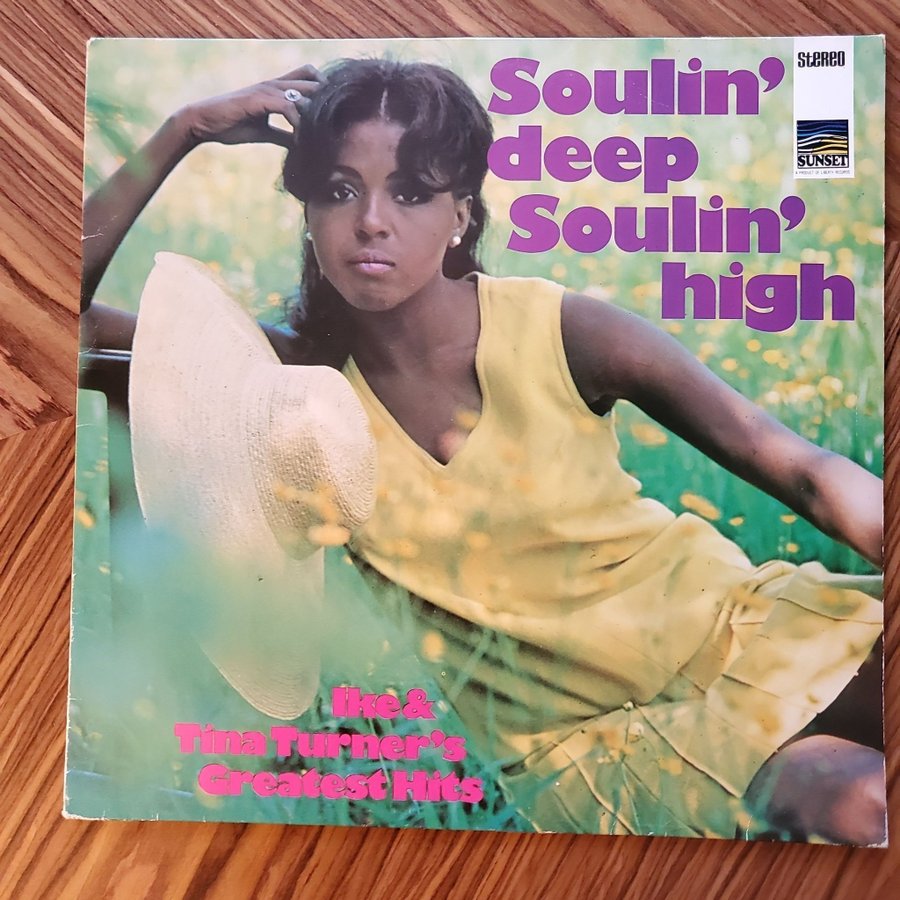 Soulin'
deep
Soulin'
high
Stereo
SUNSET
A PRODUCT OF LIBERTY RECORDS
Ike &
Tina Turner's
Greatest Hits